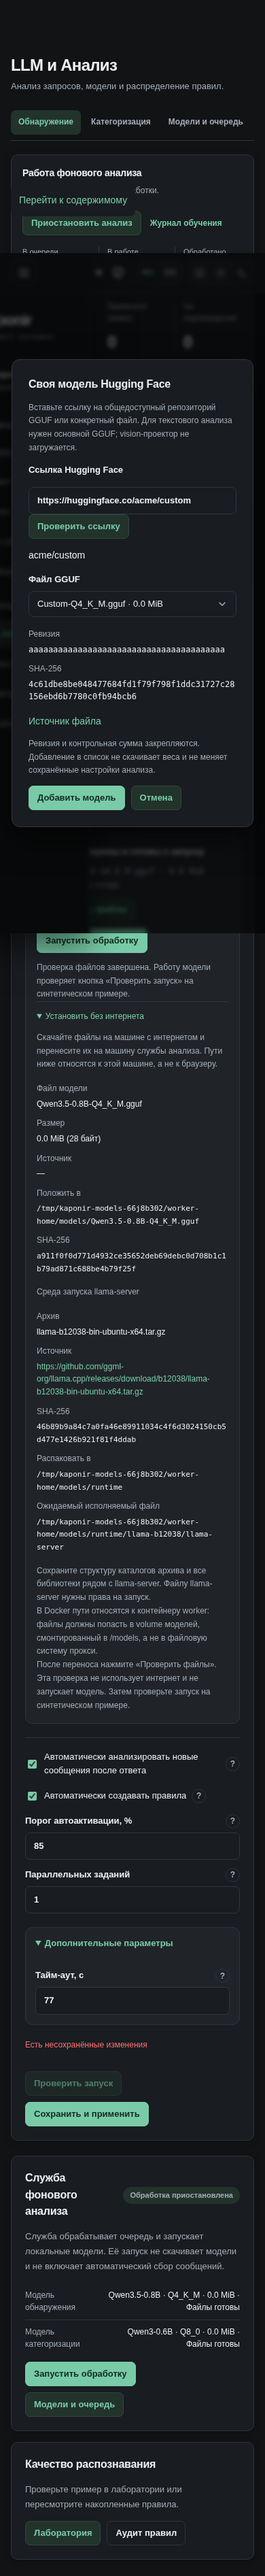 LLM и Анализ
Анализ запросов, модели и распределение правил.
Обнаружение
Категоризация
Модели и очередь
Работа фонового анализа
ботки.
Перейти к содержимому
Приостановить анализ
Журнал обучения
В очереди
В работе
Обработано
Своя модель Hugging Face
Вставьте ссылку на общедоступный репозиторий
GGUF или конкретный файл. Для текстового анализа
нужен основной GGUF; vision-проектор не
загружается.
Ссылка Hugging Face
https://huggingface.co/acme/custom
Проверить ссылку
acme/custom
Файл GGUF
Custom-Q4_K_M.gguf · 0.0 MiB
Ревизия
aaaaaaaaaaaaaaaaaaaaaaaaaaaaaaaaaaaaaaaa
SHA-256
4c61dbe8be048477684fd1f79f798f1ddc31727c28
156ebd6b7780c0fb94bcb6
Источник файла
Ревизия и контрольная сумма закрепляются.
Добавление в список не скачивает веса и не меняет
сохранённые настройки анализа.
Добавить модель
Отмена
Запустить обработку
Проверка файлов завершена. Работу модели
проверяет кнопка «Проверить запуск» на
синтетическом примере.
▼ Установить без интернета
Скачайте файлы на машине с интернетом и
перенесите их на машину службы анализа. Пути
ниже относятся к этой машине, а не к браузеру.
Файл модели
Qwen3.5-0.8B-Q4_K_M.gguf
Размер
0.0 MiB (28 байт)
Источник
—
Положить в
/tmp/kaponir-models-66j8b302/worker-
home/models/Qwen3.5-0.8B-Q4_K_M.gguf
SHA-256
a911f0f0d771d4932ce35652deb69debc0d708b1c1
b79ad871c688be4b79f25f
Среда запуска llama-server
Архив
llama-b12038-bin-ubuntu-x64.tar.gz
Источник
https://github.com/ggml-
org/llama.cpp/releases/download/b12038/llama-
b12038-bin-ubuntu-x64.tar.gz
SHA-256
46b89b9a84c7a0fa46e89911034c4f6d3024150cb5
d477e1426b921f81f4ddab
Распаковать в
/tmp/kaponir-models-66j8b302/worker-
home/models/runtime
Ожидаемый исполняемый файл
/tmp/kaponir-models-66j8b302/worker-
home/models/runtime/llama-b12038/llama-
server
Сохраните структуру каталогов архива и все
библиотеки рядом с llama-server. Файлу llama-
server нужны права на запуск.
В Docker пути относятся к контейнеру worker:
файлы должны попасть в volume моделей,
смонтированный в /models, а не в файловую
систему прокси.
После переноса нажмите «Проверить файлы».
Эта проверка не использует интернет и не
запускает модель. Затем проверьте запуск на
синтетическом примере.
Автоматически анализировать новые
сообщения после ответа
?
Автоматически создавать правила ?
Порог автоактивации, % ?
85
Параллельных заданий ?
1
▼ Дополнительные параметры
Тайм-аут, с ?
77
Есть несохранённые изменения
Проверить запуск
Сохранить и применить
Служба
фонового
анализа
Обработка приостановлена
Служба обрабатывает очередь и запускает
локальные модели. Её запуск не скачивает модели
и не включает автоматический сбор сообщений.
Модель
обнаружения
Qwen3.5-0.8B · Q4_K_M · 0.0 MiB ·
Файлы готовы
Модель
категоризации
Qwen3-0.6B · Q8_0 · 0.0 MiB ·
Файлы готовы
Запустить обработку
Модели и очередь
Качество распознавания
Проверьте пример в лаборатории или
пересмотрите накопленные правила.
Лаборатория
Аудит правил